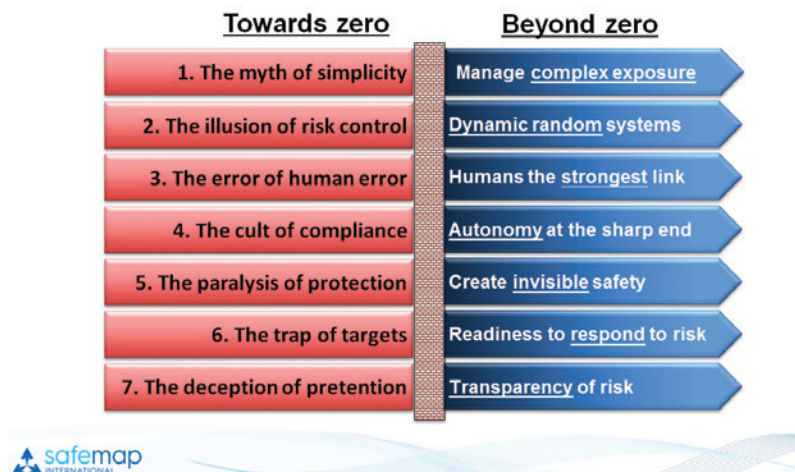 Towards zero Beyond zero
1. The myth of simplicity Manage complex exposure
2. The illusion of risk control Dynamic random systems
3. The error of human error Humans the strongest link
4. The cult of compliance Autonomy at the sharp end
5. The paralysis of protection Create invisible safety
6. The trap of targets Readiness to respond to risk
7. The deception of pretention Transparency of risk
safemap
INTERNATIONAL